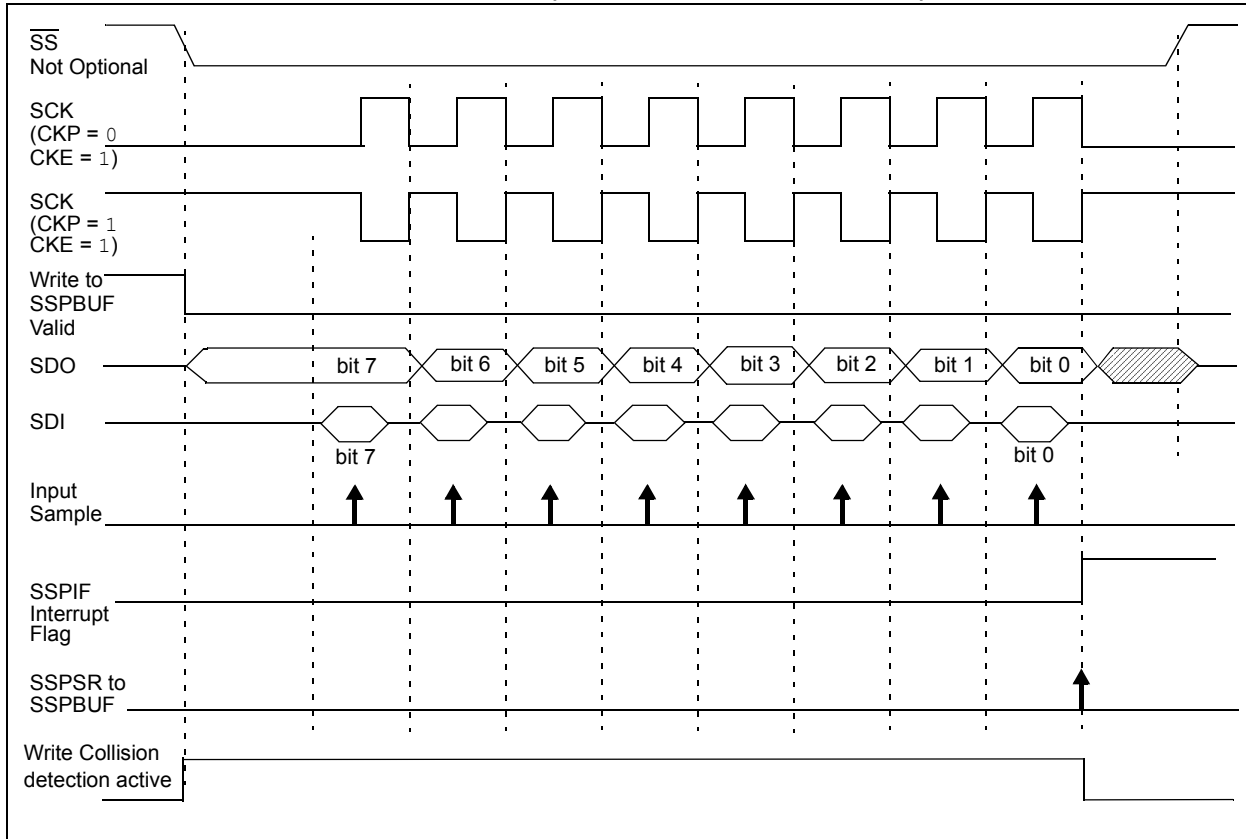 SS
Not Optional
SCK
(CKP = 0
CKE = 1)
SCK
(CKP = 1
CKE = 1)
Write to
SSPBUF
Valid
SDO
bit 7 bit 6 bit 5 bit 4 bit 3 bit 2 bit 1 bit 0
SDI
bit 7 bit 0
Input
Sample
SSPIF
Interrupt
Flag
SSPSR to
SSPBUF
Write Collision
detection active